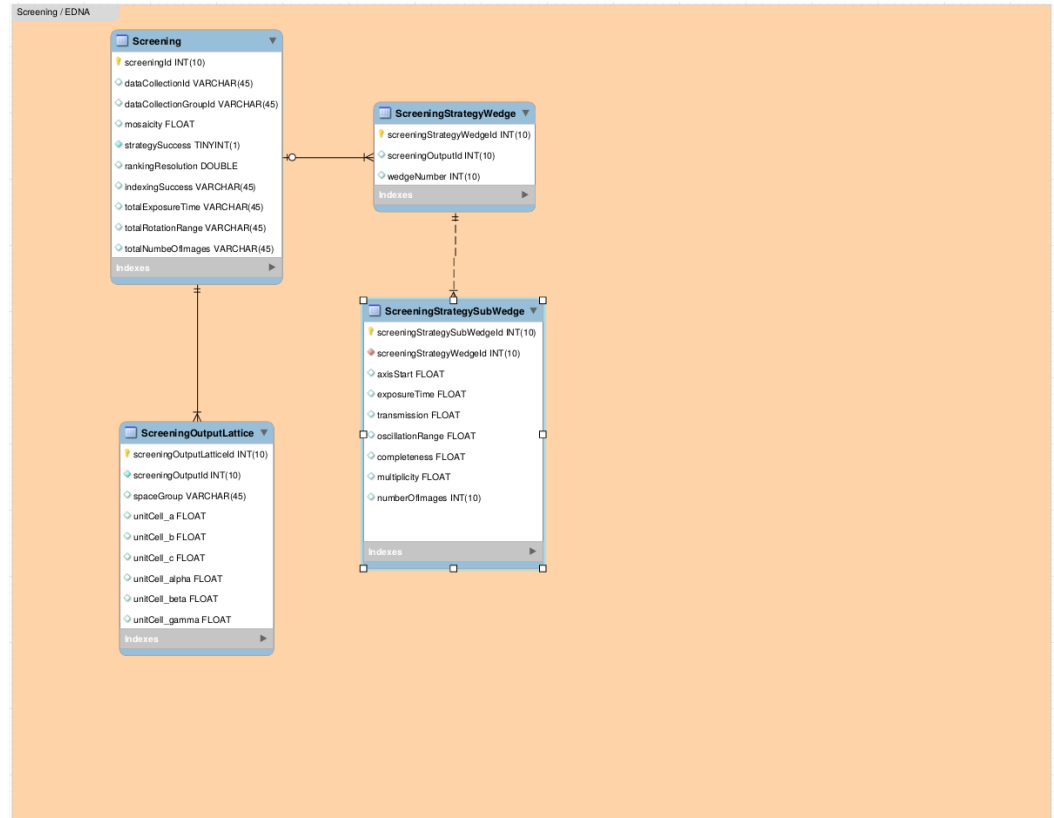 Screening / EDNA
Screening
screeningId INT(10)
dataCollectionId VARCHAR(45)
dataCollectionGroupId VARCHAR(45)
mosaicity FLOAT
strategySuccess TINYINT(1)
rankingResolution DOUBLE
indexingSuccess VARCHAR(45)
totalExposureTime VARCHAR(45)
totalRotationRange VARCHAR(45)
totalNumbeOfImages VARCHAR(45)
Indexes
ScreeningStrategyWedge
screeningStrategyWedgeId INT(10)
screeningOutputId INT(10)
wedgeNumber INT(10)
Indexes
ScreeningStrategySubWedge
screeningStrategySubWedgeId INT(10)
screeningStrategyWedgeId INT(10)
axisStart FLOAT
exposureTime FLOAT
transmission FLOAT
oscillationRange FLOAT
completeness FLOAT
multiplicity FLOAT
numberOfImages INT(10)
Indexes
ScreeningOutputLattice
screeningOutputLatticeId INT(10)
screeningOutputId INT(10)
spaceGroup VARCHAR(45)
unitCell_a FLOAT
unitCell_b FLOAT
unitCell_c FLOAT
unitCell_alpha FLOAT
unitCell_beta FLOAT
unitCell_gamma FLOAT
Indexes